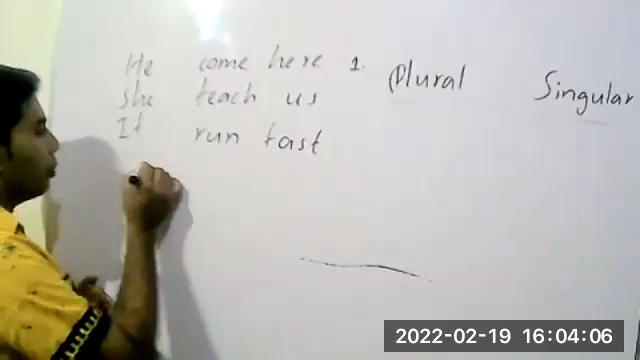 He come here 1. Plural Singular
She teach us
It run fast
2022-02-19 16:04:06